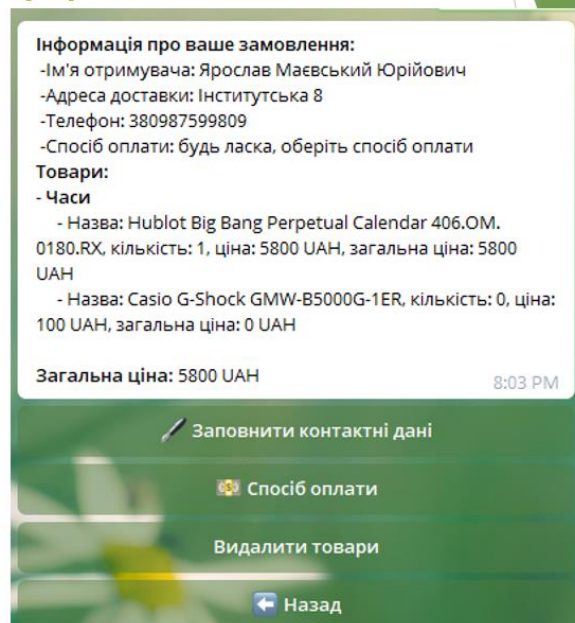 Інформація про ваше замовлення:
-Ім'я отримувача: Ярослав Маєвський Юрійович
-Адреса доставки: Інститутська 8
-Телефон: 380987599809
-Спосіб оплати: будь ласка, оберіть спосіб оплати
Товари:
- Часи
- Назва: Hublot Big Bang Perpetual Calendar 406.OM.
0180.RX, кількість: 1, ціна: 5800 UAH, загальна ціна: 5800
UAH
- Назва: Casio G-Shock GMW-B5000G-1ER, кількість: 0, ціна:
100 UAH, загальна ціна: 0 UAH
Загальна ціна: 5800 UAH
8:03 PM
Заповнити контактні дані
Спосіб оплати
Видалити товари
Назад